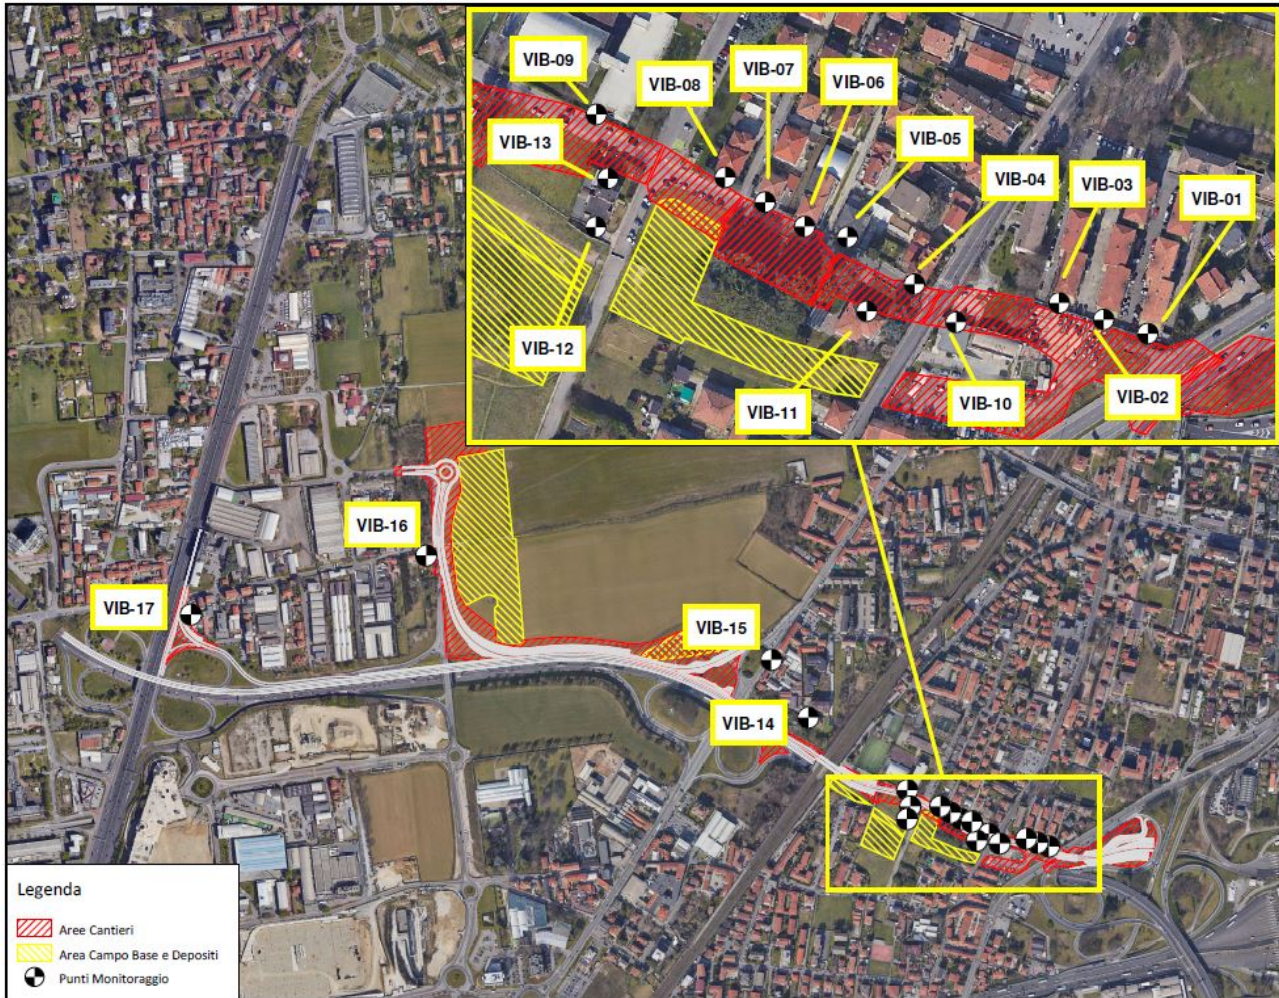 VIB-09
VIB-08
VIB-07
VIB-06
VIB-13
VIB-05
VIB-04
VIB-03
VIB-01
VIB-12
VIB-11
VIB-10
VIB-02
VIB-16
VIB-17
VIB-15
VIB-14
Legenda
Aree Cantieri
Area Campo Base e Depositi
Punti Monitoraggio